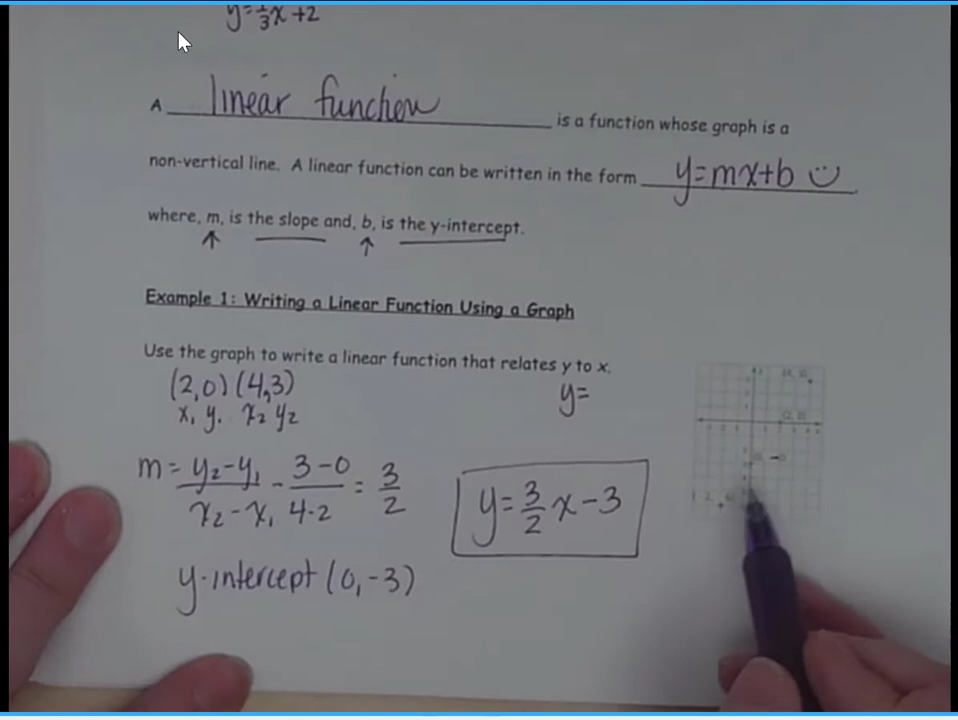 y=1/3x+2
A linear function is a function whose graph is a
non-vertical line. A linear function can be written in the form y=mx+b
where, m, is the slope and, b, is the y-intercept.
Example 1: Writing a Linear Function Using a Graph
Use the graph to write a linear function that relates y to x.
(2,0) (4,3)
x₁ y₁ x₂ y₂
y=
m = y₂-y₁/x₂-x₁ = 3-0/4-2 = 3/2
y=3/2x-3
y-intercept (0,-3)